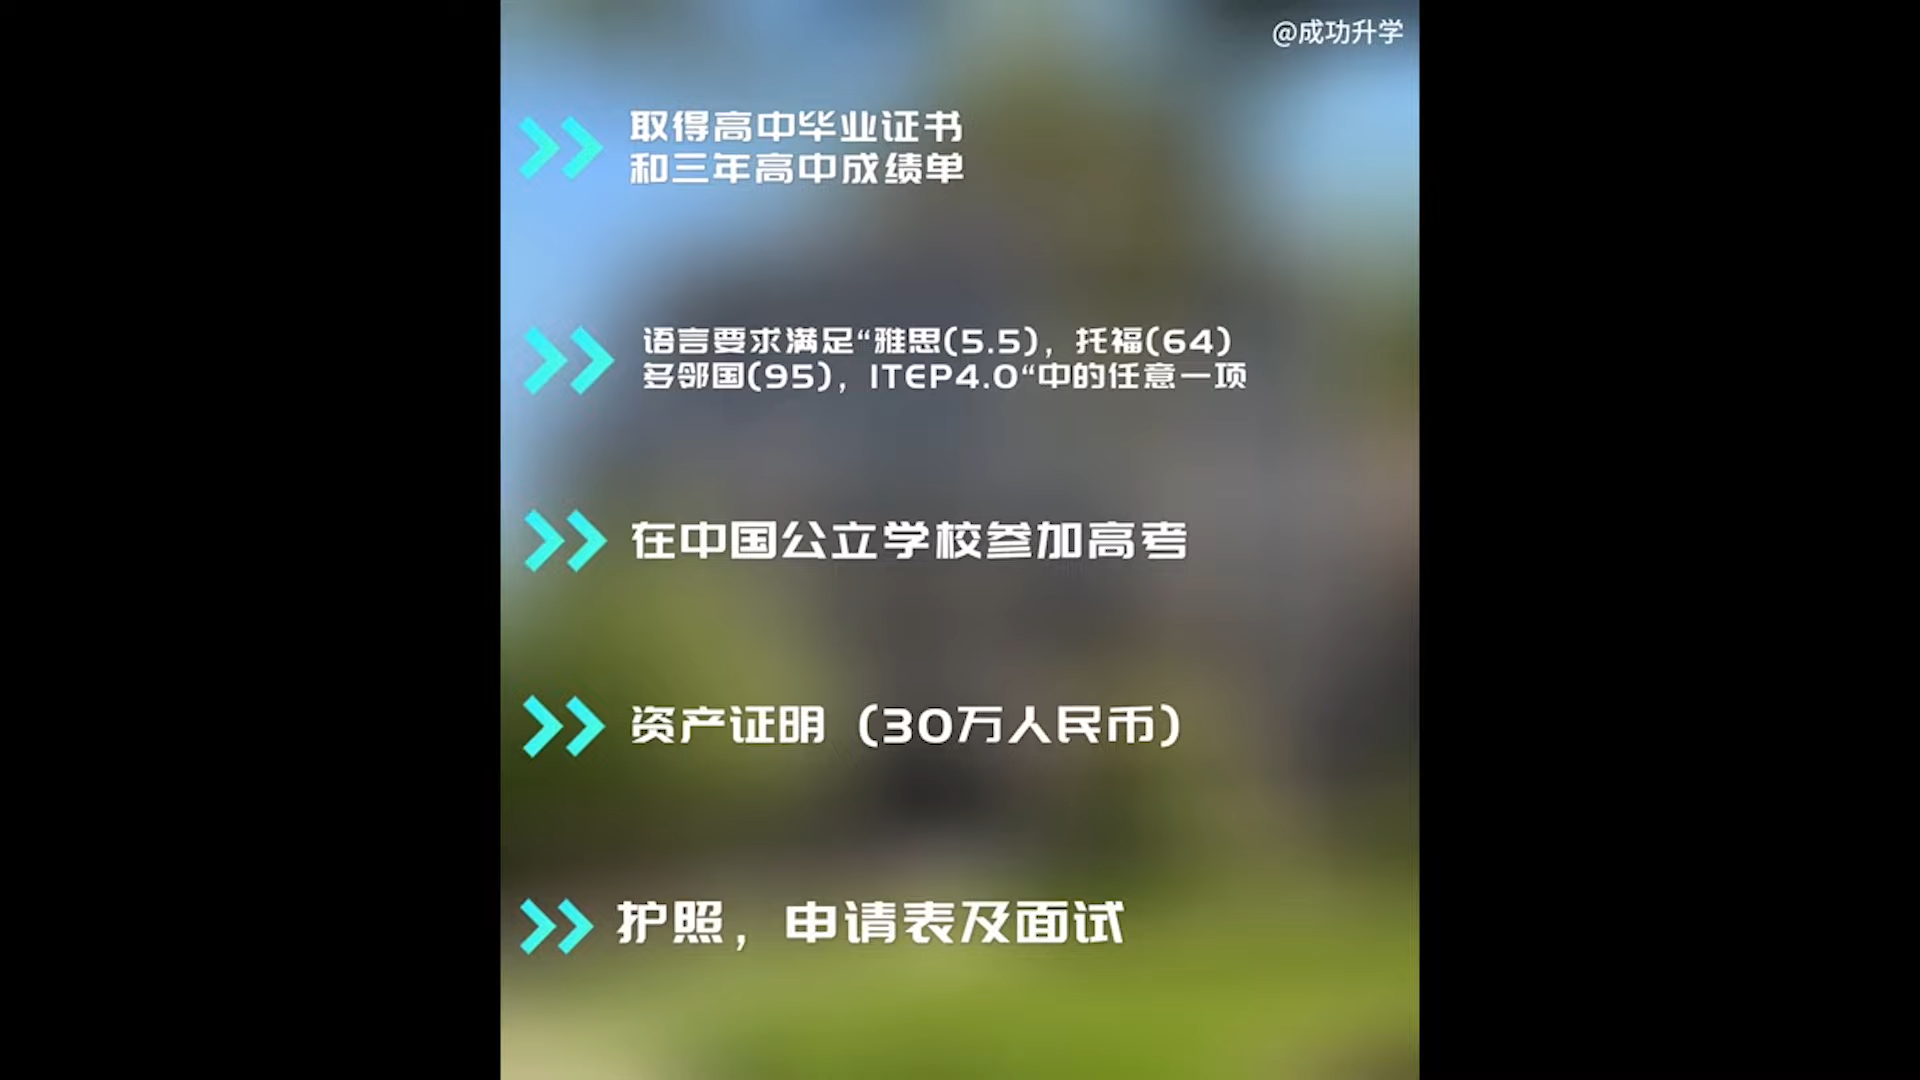 @成功升学
取得高中毕业证书
和三年高中成绩单
语言要求满足“雅思(5.5)，托福(64)
多邻国(95)，ITEP4.0“中的任意一项
在中国公立学校参加高考
资产证明（30万人民币）
护照，申请表及面试